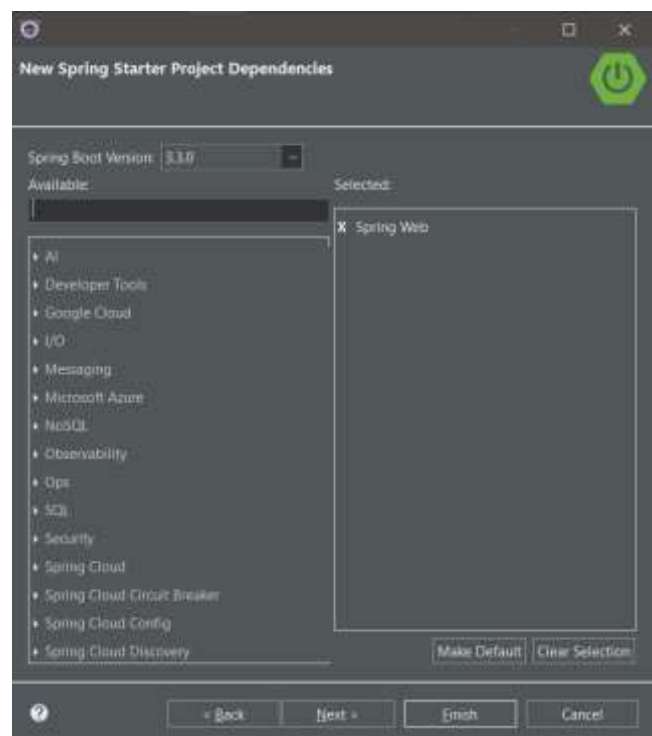 New Spring Starter Project Dependencies
Spring Boot Version: 3.3.0
Available:
Selected:
X Spring Web
AI
Developer Tools
Google Cloud
I/O
Messaging
Microsoft Azure
NoSQL
Observability
Ops
SQL
Security
Spring Cloud
Spring Cloud Circuit Breaker
Spring Cloud Config
Spring Cloud Discovery
Make Default Clear Selection
? < Back Next > Finish Cancel